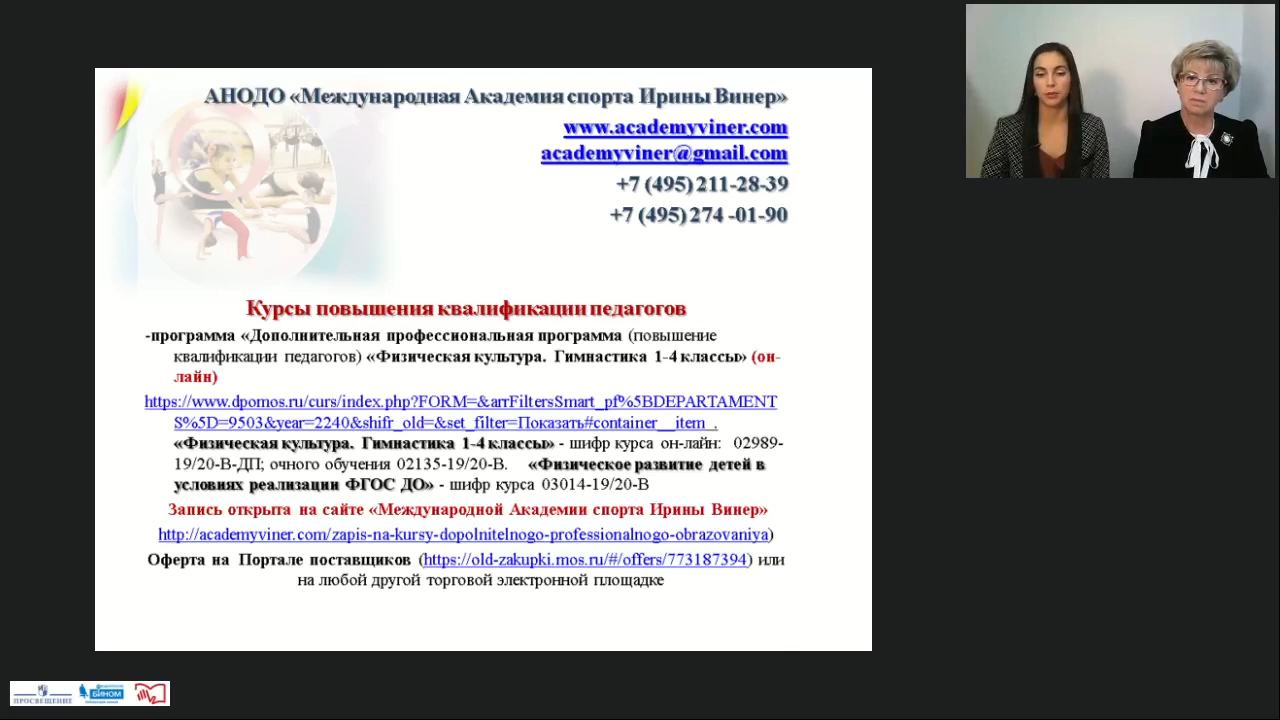 АНОДО «Международная Академия спорта Ирины Винер»
www.academyviner.com
academyviner@gmail.com
+7 (495) 211-28-39
+7 (495) 274 -01-90
Курсы повышения квалификации педагогов
-программа «Дополнительная профессиональная программа (повышение
квалификации педагогов) «Физическая культура. Гимнастика 1-4 классы» (он-
лайн)
https://www.dpomos.ru/curs/index.php?FORM=&arrFiltersSmart_pf%5BDEPARTAMENT
S%5D=9503&year=2240&shifr_old=&set_filter=Показать#container__item .
«Физическая культура. Гимнастика 1-4 классы» - шифр курса он-лайн: 02989-
19/20-В-ДП; очного обучения 02135-19/20-В. «Физическое развитие детей в
условиях реализации ФГОС ДО» - шифр курса 03014-19/20-В
Запись открыта на сайте «Международной Академии спорта Ирины Винер»
http://academyviner.com/zapis-na-kursy-dopolnitelnogo-professionalnogo-obrazovaniya)
Оферта на Портале поставщиков (https://old-zakupki.mos.ru/#/offers/773187394) или
на любой другой торговой электронной площадке
ПРОСВЕЩЕНИЕ
БИНОМ